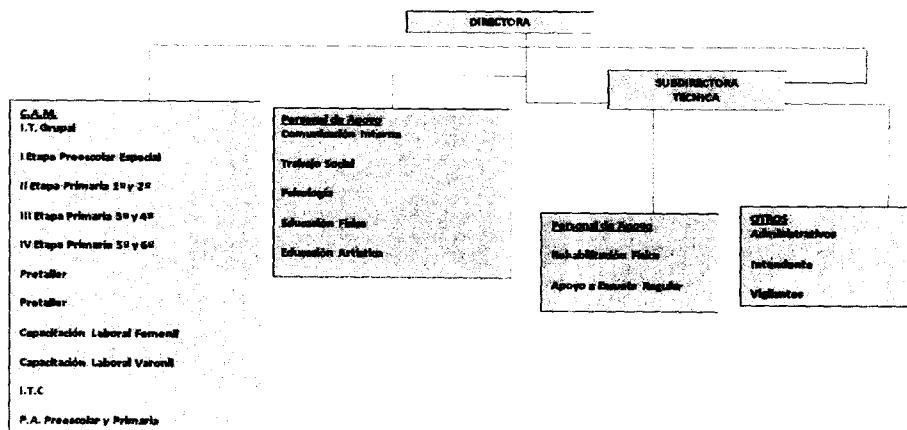 DIRECTORA
SUBDIRECTORA
TECNICA
C.A.M.
I.T. Grupal
I Etapa Preescolar Especial
II Etapa Primaria 1º y 2º
III Etapa Primaria 3º y 4º
IV Etapa Primaria 5º y 6º
Pretaller
Pretaller
Capacitación Laboral Femenil
Capacitación Laboral Varonil
I.T.C
P.A. Preescolar y Primaria
Personal de Apoyo
Comunicación Interna
Trabajo Social
Psicología
Educación Física
Educación Artística
Personal de Apoyo
Rehabilitación Física
Apoyo a Escuela Regular
OTROS
Administrativos
Intendente
Vigilantes